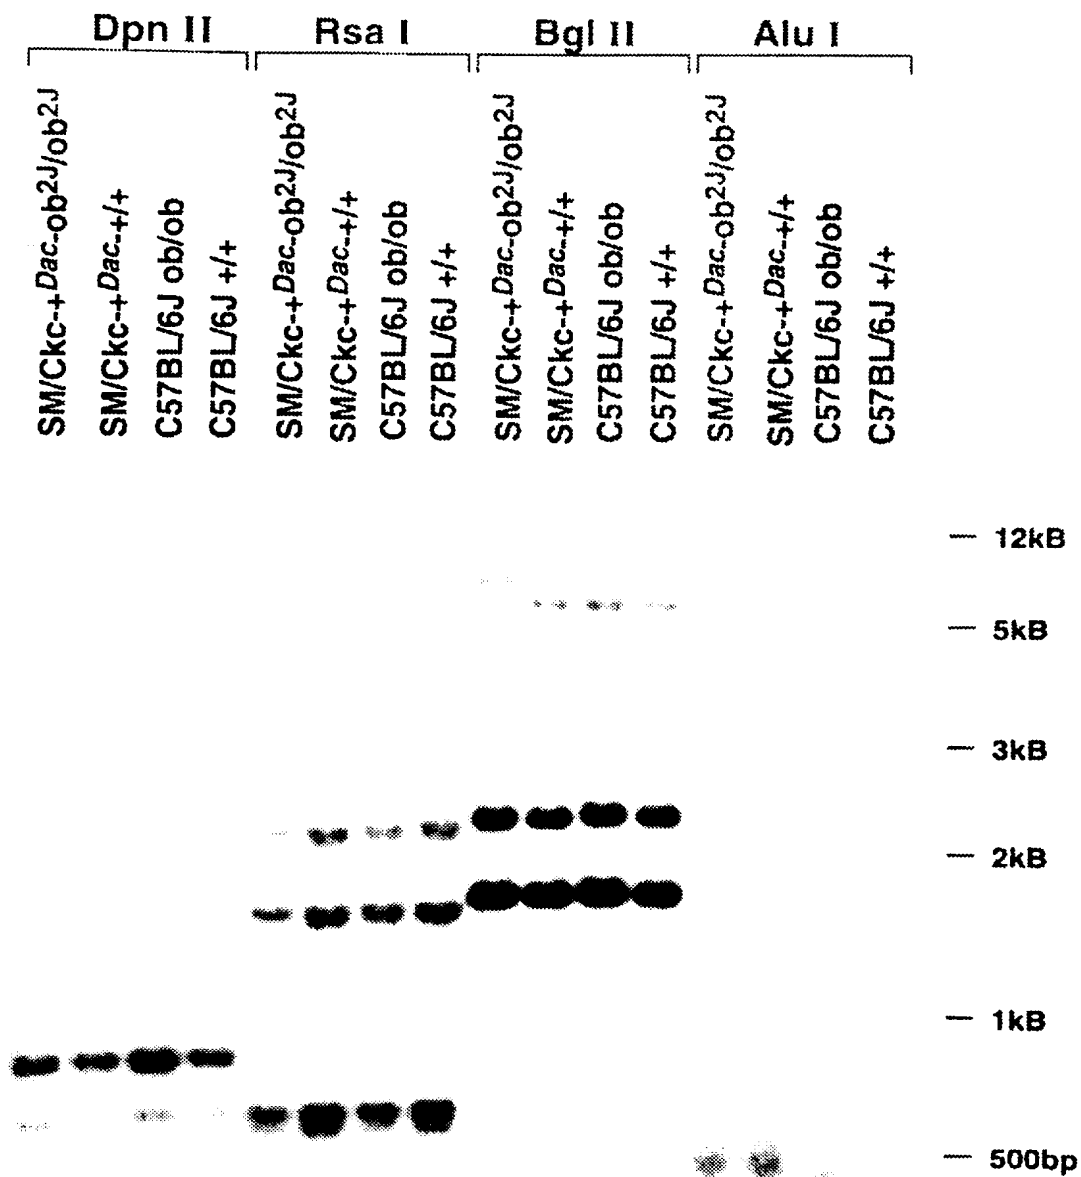 Dpn II
Rsa I
Bgl II
Alu I
SM/Ckc-+Dac-ob2J/ob2J
SM/Ckc-+Dac-+/+
C57BL/6J ob/ob
C57BL/6J +/+
SM/Ckc-+Dac-ob2J/ob2J
SM/Ckc-+Dac-+/+
C57BL/6J ob/ob
C57BL/6J +/+
SM/Ckc-+Dac-ob2J/ob2J
SM/Ckc-+Dac-+/+
C57BL/6J ob/ob
C57BL/6J +/+
SM/Ckc-+Dac-ob2J/ob2J
SM/Ckc-+Dac-+/+
C57BL/6J ob/ob
C57BL/6J +/+
12kB
5kB
3kB
2kB
1kB
500bp